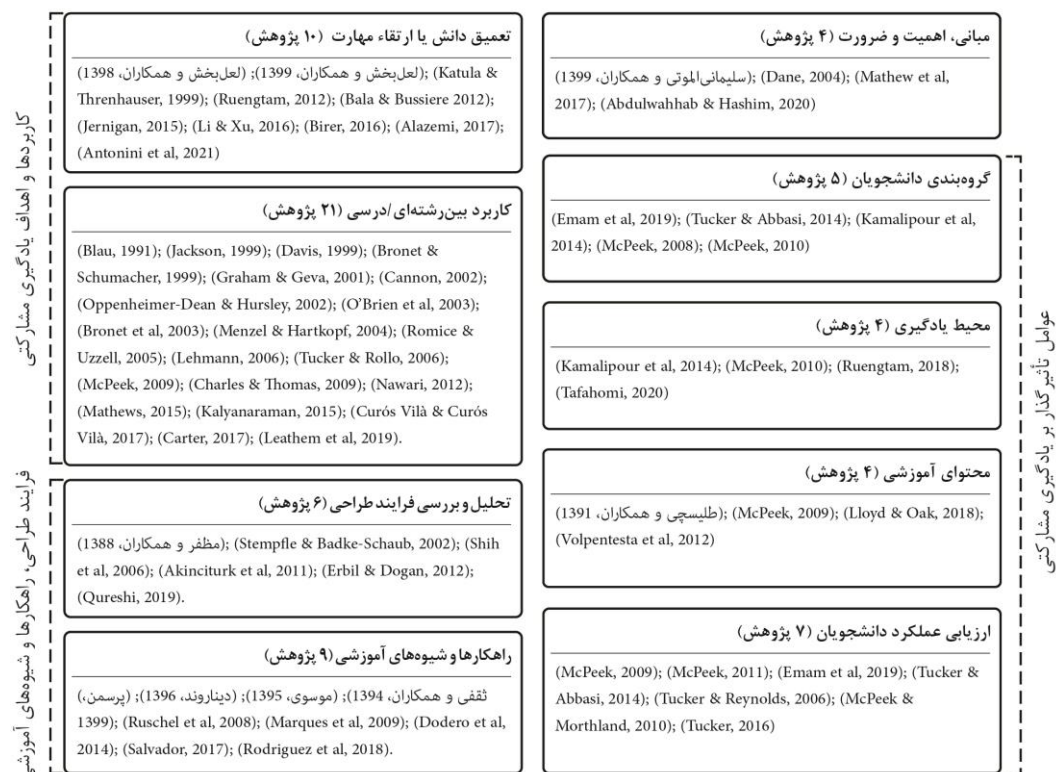 مبانی، اهمیت و ضرورت (۴ پژوهش)
(سلیمانی‌الموتی و همکاران، 1399); (Dane, 2004); (Mathew et al,
2017); (Abdulwahhab & Hashim, 2020)
عوامل تأثیرگذار بر یادگیری مشارکتی
گروه‌بندی دانشجویان (۵ پژوهش)
(Emam et al, 2019); (Tucker & Abbasi, 2014); (Kamalipour et al,
2014); (McPeek, 2008); (McPeek, 2010)
محیط یادگیری (۴ پژوهش)
(Kamalipour et al, 2014); (McPeek, 2010); (Ruengtam, 2018);
(Tafahomi, 2020)
محتوای آموزشی (۴ پژوهش)
(طلیسچی و همکاران، 1391); (McPeek, 2009); (Lloyd & Oak, 2018);
(Volpentesta et al, 2012)
ارزیابی عملکرد دانشجویان (۷ پژوهش)
(McPeek, 2009); (McPeek, 2011); (Emam et al, 2019); (Tucker &
Abbasi, 2014); (Tucker & Reynolds, 2006); (McPeek &
Morthland, 2010); (Tucker, 2016)
کاربردها و اهداف یادگیری مشارکتی
تعمیق دانش یا ارتقاء مهارت (۱۰ پژوهش)
(لعل‌بخش و همکاران، 1398); (لعل‌بخش و همکاران، 1399); (Katula &
Threnhauser, 1999); (Ruengtam, 2012); (Bala & Bussiere 2012);
(Jernigan, 2015); (Li & Xu, 2016); (Birer, 2016); (Alazemi, 2017);
(Antonini et al, 2021)
کاربرد بین‌رشته‌ای/درسی (۲۱ پژوهش)
(Blau, 1991); (Jackson, 1999); (Davis, 1999); (Bronet &
Schumacher, 1999); (Graham & Geva, 2001); (Cannon, 2002);
(Oppenheimer-Dean & Hursley, 2002); (O’Brien et al, 2003);
(Bronet et al, 2003); (Menzel & Hartkopf, 2004); (Romice &
Uzzell, 2005); (Lehmann, 2006); (Tucker & Rollo, 2006);
(McPeek, 2009); (Charles & Thomas, 2009); (Nawari, 2012);
(Mathews, 2015); (Kalyanaraman, 2015); (Curós Vilà & Curós
Vilà, 2017); (Carter, 2017); (Leathem et al, 2019).
فرایند طراحی، راهکارها و شیوه‌های آموزشی
تحلیل و بررسی فرایند طراحی (۶ پژوهش)
(مظفر و همکاران، 1388); (Stempfle & Badke-Schaub, 2002); (Shih
et al, 2006); (Akinciturk et al, 2011); (Erbil & Dogan, 2012);
(Qureshi, 2019).
راهکارها و شیوه‌های آموزشی (۹ پژوهش)
ثقفی و همکاران، 1394); (موسوی، 1395); (دیناروند، 1396); (پرسمن،)
1399); (Ruschel et al, 2008); (Marques et al, 2009); (Dodero et al,
2014); (Salvador, 2017); (Rodriguez et al, 2018).